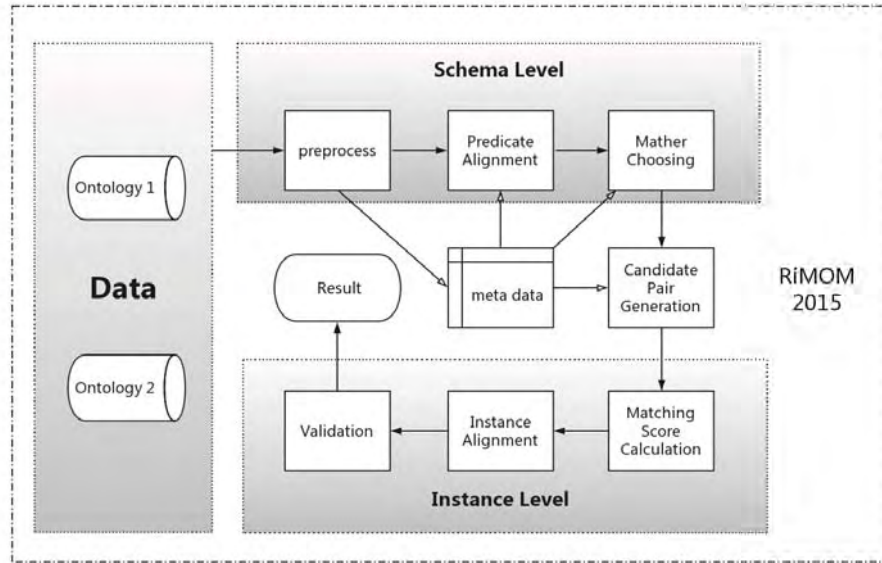 Schema Level
preprocess
Predicate
Alignment
Mather
Choosing
Ontology 1
Data
Ontology 2
Result
meta data
Candidate
Pair
Generation
RiMOM
2015
Validation
Instance
Alignment
Matching
Score
Calculation
Instance Level